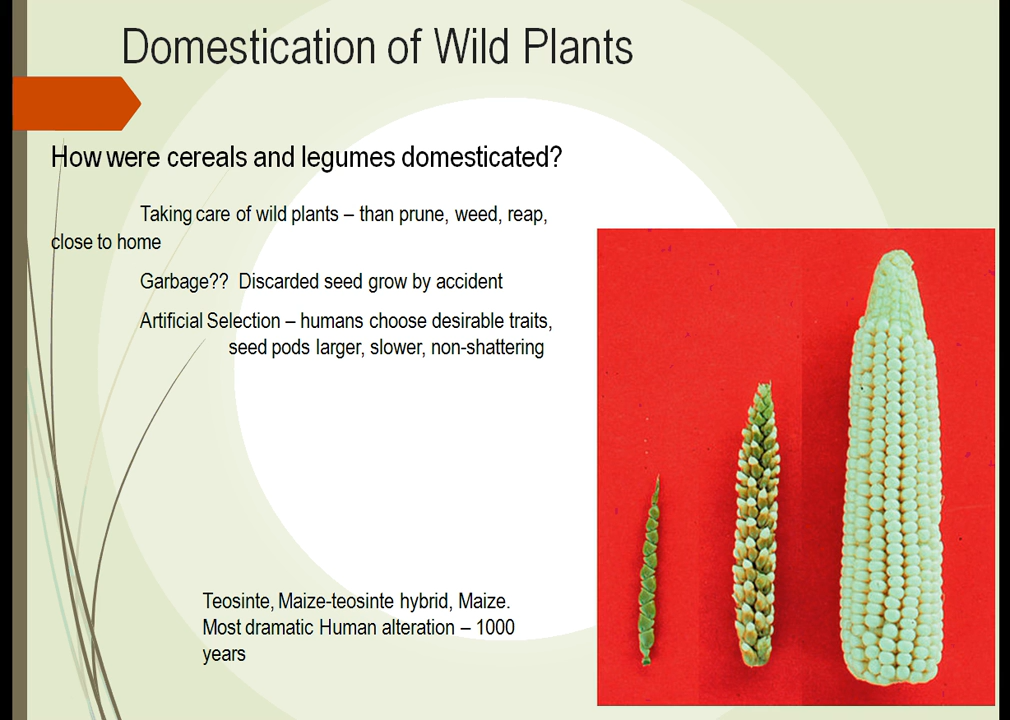 Domestication of Wild Plants
How were cereals and legumes domesticated?
Taking care of wild plants – than prune, weed, reap,
close to home
Garbage?? Discarded seed grow by accident
Artificial Selection – humans choose desirable traits,
seed pods larger, slower, non-shattering
Teosinte, Maize-teosinte hybrid, Maize.
Most dramatic Human alteration – 1000
years